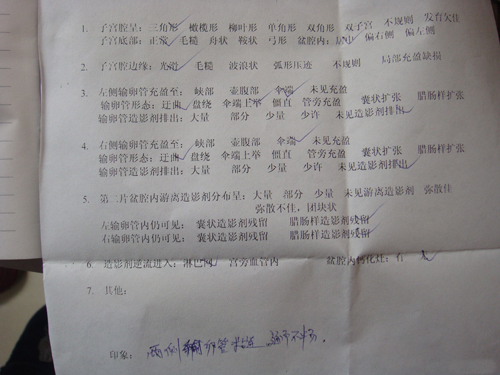 1. 子宫腔呈：三角形 橄榄形 柳叶形 单角形 双角形 双子宫 不规则 发育欠佳
子宫底部：正常 毛糙 舟状 鞍状 弓形 盆腔内：居中 偏右侧 偏左侧
2. 子宫腔边缘：光滑 毛糙 波浪状 弧形压迹 不规则 局部充盈缺损
3. 左侧输卵管充盈至： 峡部 壶腹部 伞端 未见充盈
输卵管形态：迂曲 盘绕 伞端上举 僵直 管旁充盈 囊状扩张 腊肠样扩张
输卵管造影剂排出：大量 部分 少量 少许 未见造影剂排出
4. 右侧输卵管充盈至： 峡部 壶腹部 伞端 未见充盈
输卵管形态：迂曲 盘绕 伞端上举 僵直 管旁充盈 囊状扩张 腊肠样扩张
输卵管造影剂排出：大量 部分 少量 少许 未见造影剂排出
5. 第二片盆腔内游离造影剂分布呈：大量 部分 少量 未见游离造影剂 弥散佳
弥散不佳，团块状
左输卵管内仍可见： 囊状造影剂残留 腊肠样造影剂残留
右输卵管内仍可见： 囊状造影剂残留 腊肠样造影剂残留
6. 造影剂逆流进入：淋巴网 宫旁血管内 盆腔内钙化灶：有
7. 其他：
印象： 两侧输卵管